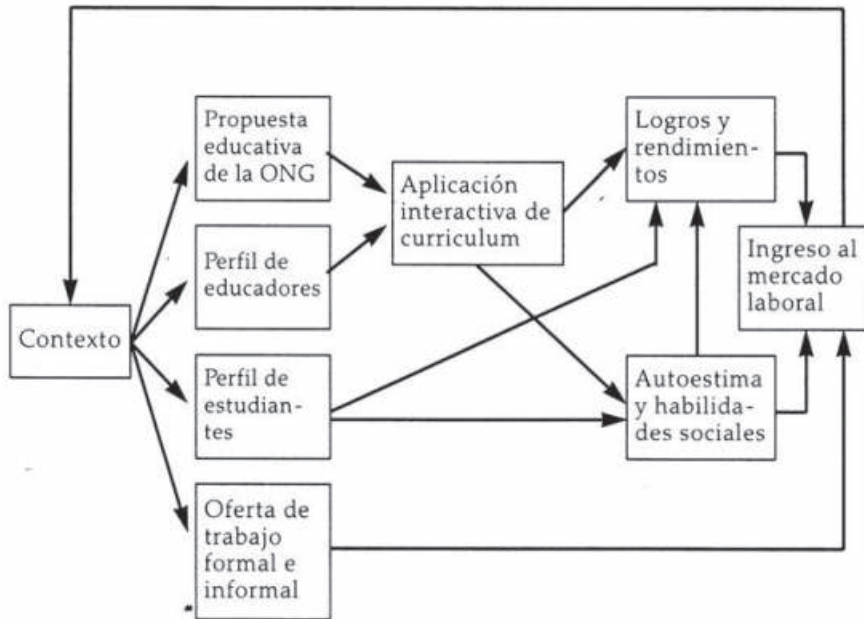 Propuesta
educativa
de la ONG
Logros y
rendimien-
tos
Aplicación
interactiva de
curriculum
Perfil de
educadores
Ingreso al
mercado
laboral
Contexto
Perfil de
estudian-
tes
Autoestima
y habilida-
des sociales
Oferta de
trabajo
formal e
informal